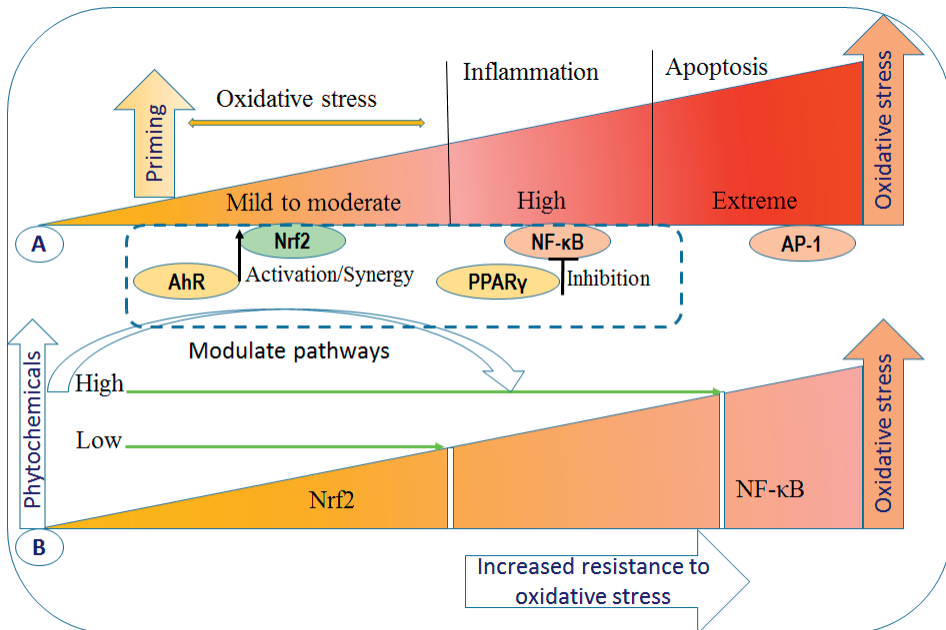 Inflammation
Apoptosis
Oxidative stress
Priming
Oxidative stress
Mild to moderate
High
Extreme
A
Nrf2
NF-κB
AP-1
AhR
Activation/Synergy
PPARγ
Inhibition
Modulate pathways
Phytochemicals
High
Low
Oxidative stress
Nrf2
NF-κB
B
Increased resistance to
oxidative stress